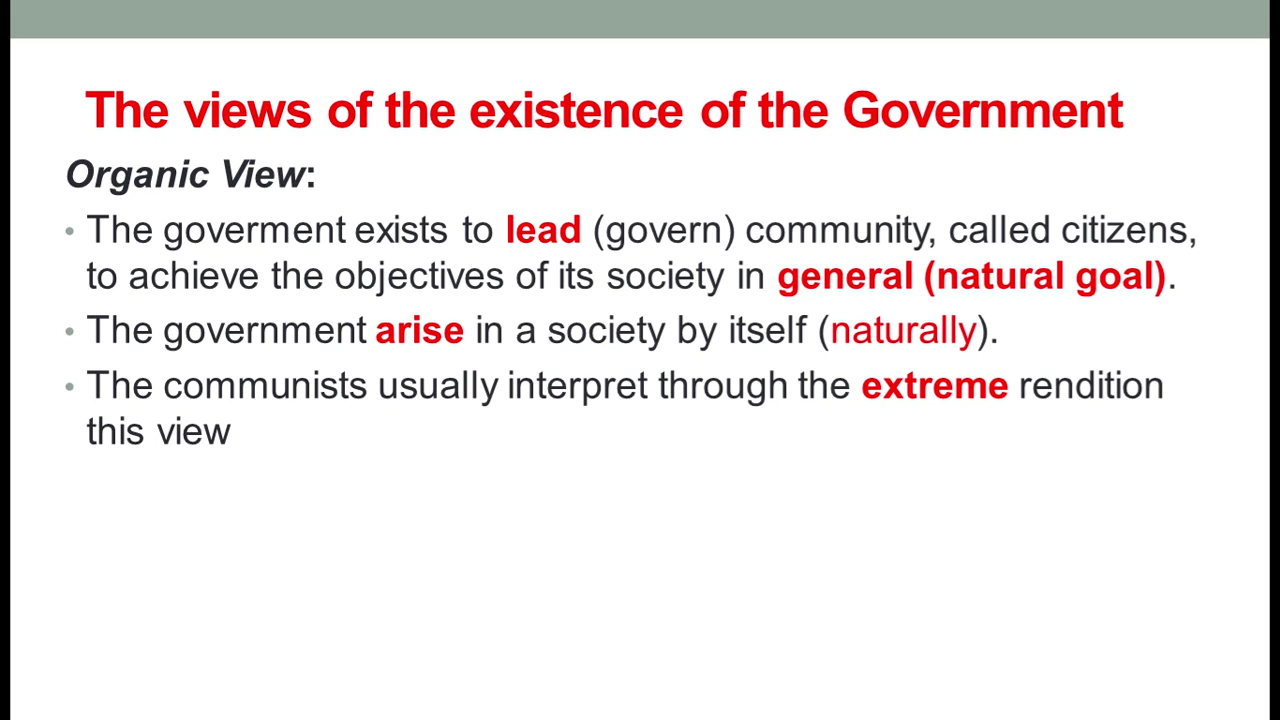 The views of the existence of the Government
Organic View:
• The goverment exists to lead (govern) community, called citizens,
to achieve the objectives of its society in general (natural goal).
• The government arise in a society by itself (naturally).
• The communists usually interpret through the extreme rendition
this view